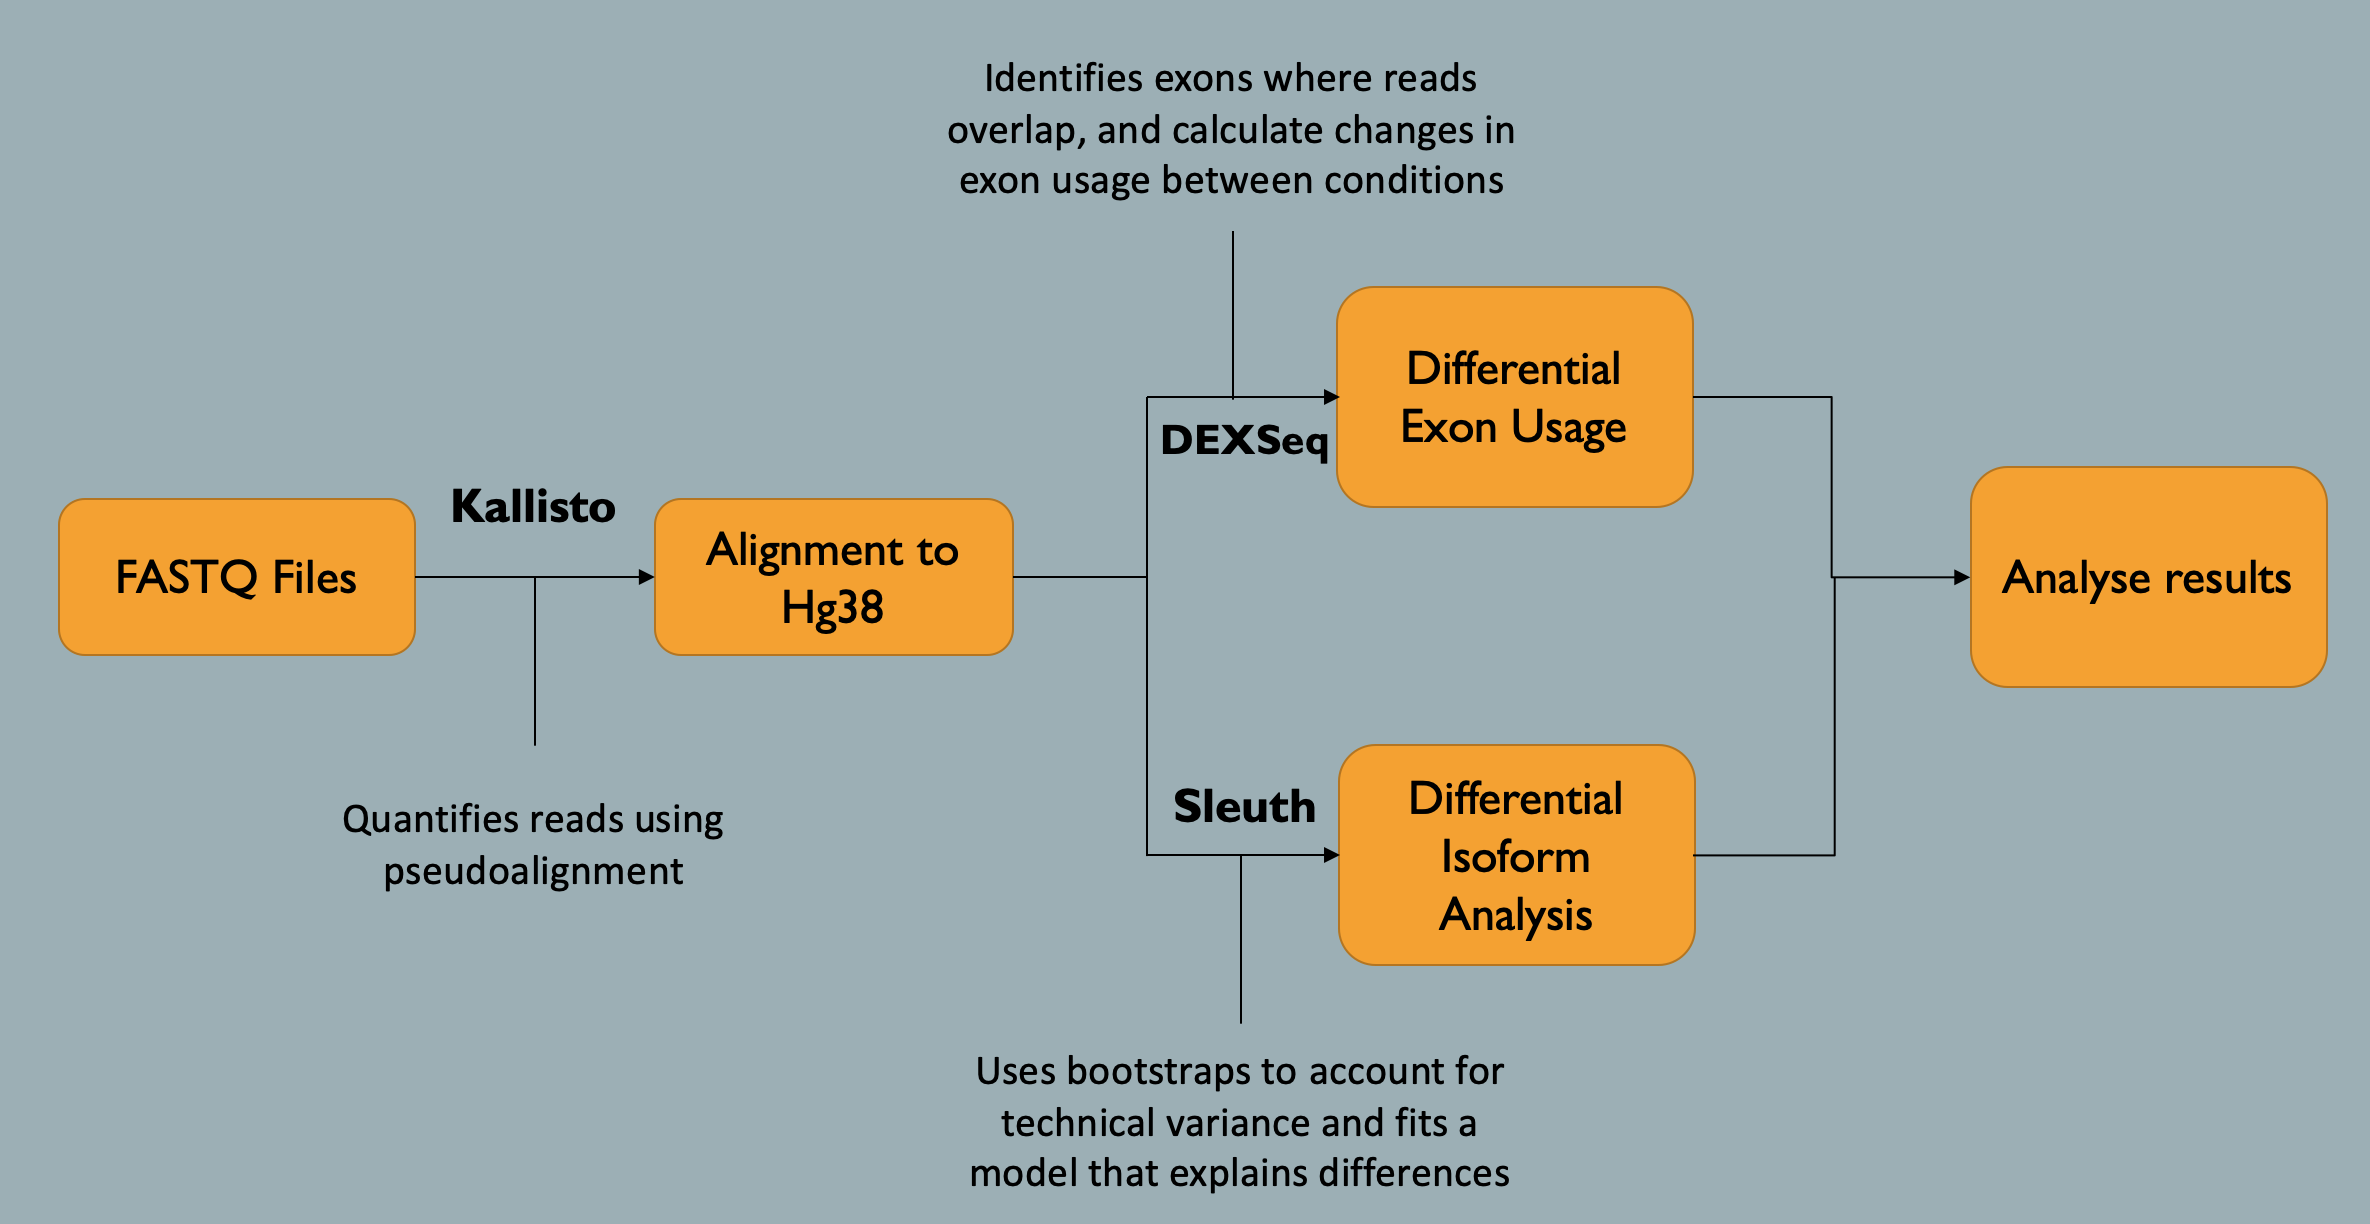 Identifies exons where reads
overlap, and calculate changes in
exon usage between conditions
Differential
Exon Usage
DEXSeq
Kallisto
FASTQ Files
Alignment to
Hg38
Analyse results
Quantifies reads using
pseudoalignment
Sleuth
Differential
Isoform
Analysis
Uses bootstraps to account for
technical variance and fits a
model that explains differences